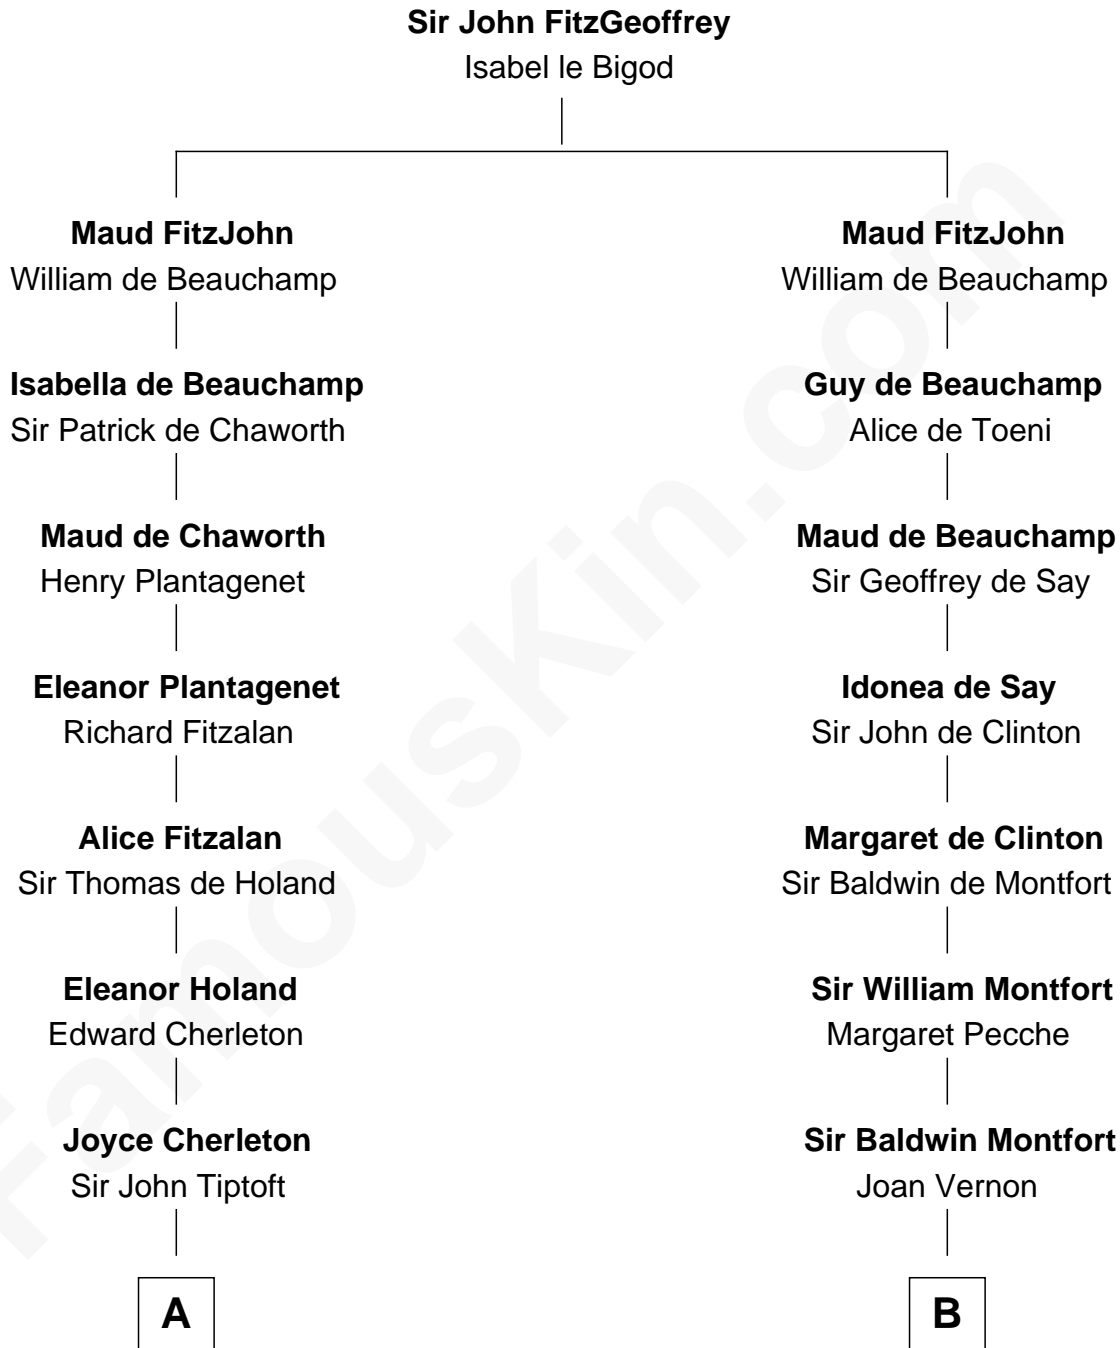 Sir John FitzGeoffrey
Isabel le Bigod
Maud FitzJohn
William de Beauchamp
Isabella de Beauchamp
Sir Patrick de Chaworth
Maud de Chaworth
Henry Plantagenet
Eleanor Plantagenet
Richard Fitzalan
Alice Fitzalan
Sir Thomas de Holand
Eleanor Holand
Edward Cherleton
Joyce Cherleton
Sir John Tiptoft
A
Maud FitzJohn
William de Beauchamp
Guy de Beauchamp
Alice de Toeni
Maud de Beauchamp
Sir Geoffrey de Say
Idonea de Say
Sir John de Clinton
Margaret de Clinton
Sir Baldwin de Montfort
Sir William Montfort
Margaret Pecche
Sir Baldwin Montfort
Joan Vernon
B
FamousKin.com